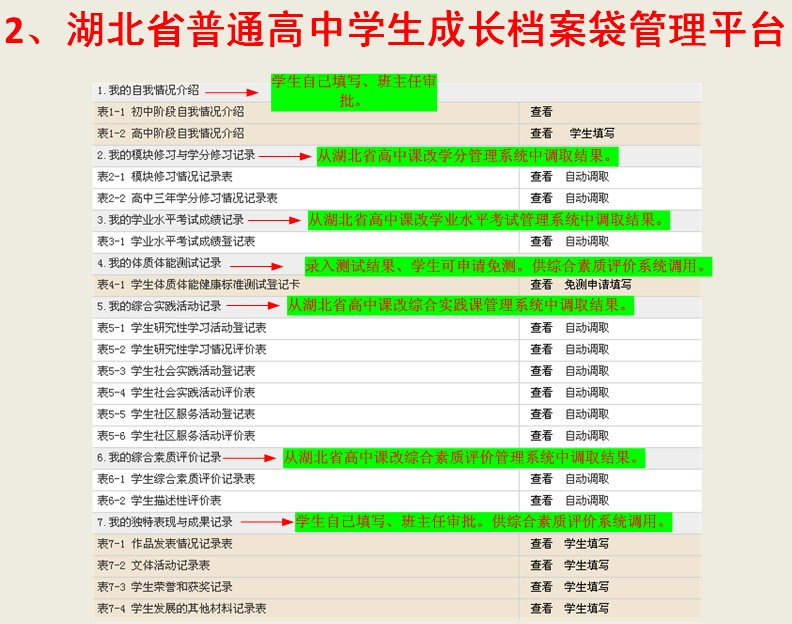 2、湖北省普通高中学生成长档案袋管理平台
1.我的自我情况介绍 学生自己填写、班主任审
批。
表1-1 初中阶段自我情况介绍 查看
表1-2 高中阶段自我情况介绍 查看 学生填写
2.我的模块修习与学分修习记录 从湖北省高中课改学分管理系统中调取结果。
表2-1 模块修习情况记录表 查看 自动调取
表2-2 高中三年学分修习情况记录表 查看 自动调取
3.我的学业水平考试成绩记录 从湖北省高中课改学业水平考试管理系统中调取结果。
表3-1 学业水平考试成绩登记表 查看 自动调取
4.我的体质体能测试记录 录入测试结果、学生可申请免测。供综合素质评价系统调用。
表4-1 学生体质体能健康标准测试登记卡 查看 免测申请填写
5.我的综合实践活动记录 从湖北省高中课改综合实践课管理系统中调取结果。
表5-1 学生研究性学习活动登记表 查看 自动调取
表5-2 学生研究性学习情况评价表 查看 自动调取
表5-3 学生社会实践活动登记表 查看 自动调取
表5-4 学生社会实践活动评价表 查看 自动调取
表5-5 学生社区服务活动登记表 查看 自动调取
表5-6 学生社区服务活动评价表 查看 自动调取
6.我的综合素质评价记录 从湖北省高中课改综合素质评价管理系统中调取结果。
表6-1 学生综合素质评价记录表 查看 自动调取
表6-2 学生描述性评价表 查看 自动调取
7.我的独特表现与成果记录 学生自己填写、班主任审批。供综合素质评价系统调用。
表7-1 作品发表情况记录表 查看 学生填写
表7-2 文体活动记录表 查看 学生填写
表7-3 学生荣誉和获奖记录 查看 学生填写
表7-4 学生发展的其他材料记录表 查看 学生填写